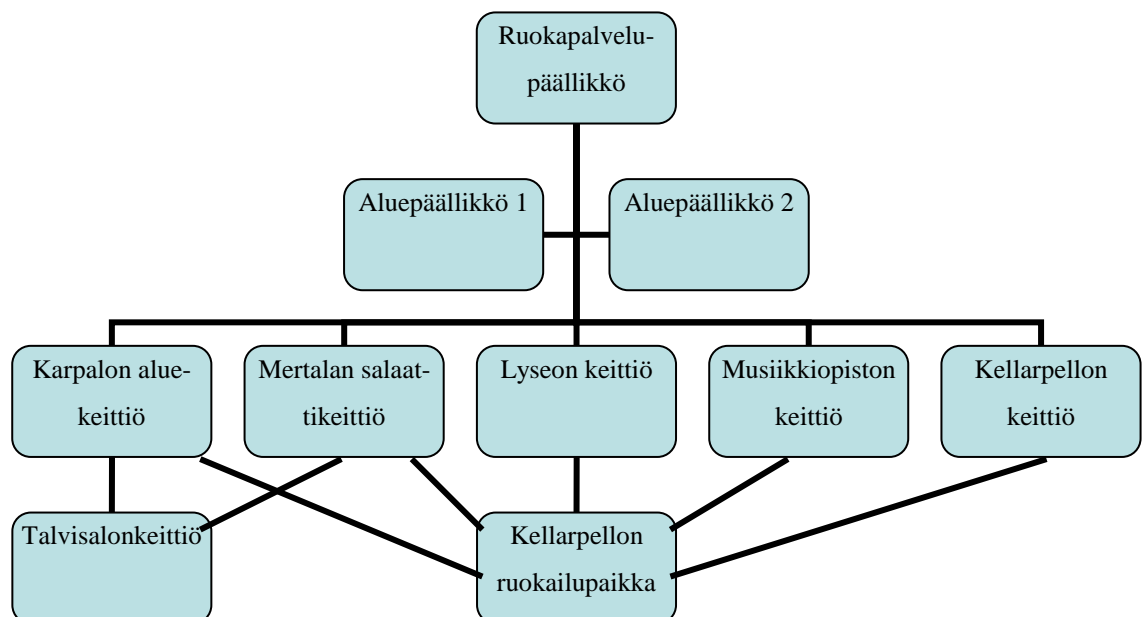 Ruokapalvelu-
päällikkö
Aluepäällikkö 1
Aluepäällikkö 2
Karpalon alue-
keittiö
Mertalan salaat-
tikeittiö
Lyseon keittiö
Musiikkiopiston
keittiö
Kellarpellon
keittiö
Talvisalonkeittiö
Kellarpellon
ruokailupaikka